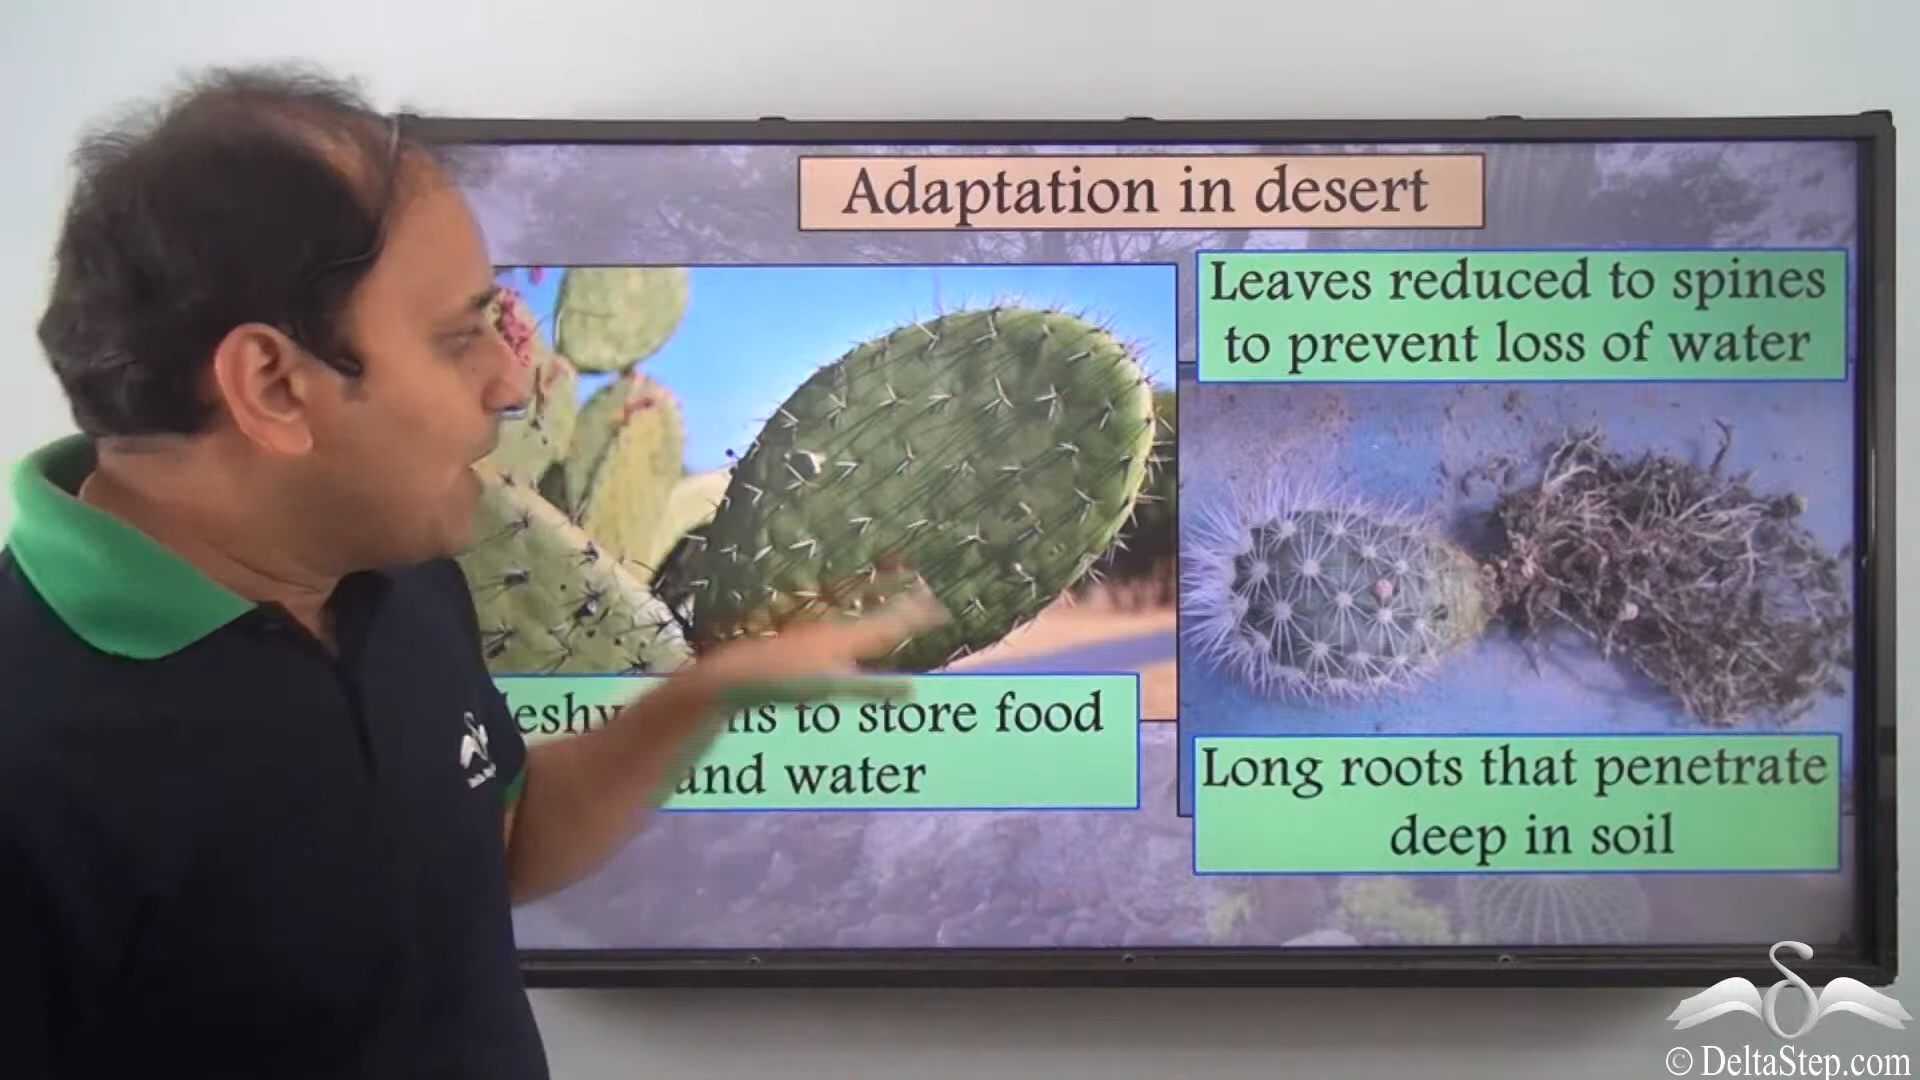 Adaptation in desert
Leaves reduced to spines
to prevent loss of water
to store food
and water
Long roots that penetrate
deep in soil
© DeltaStep.com